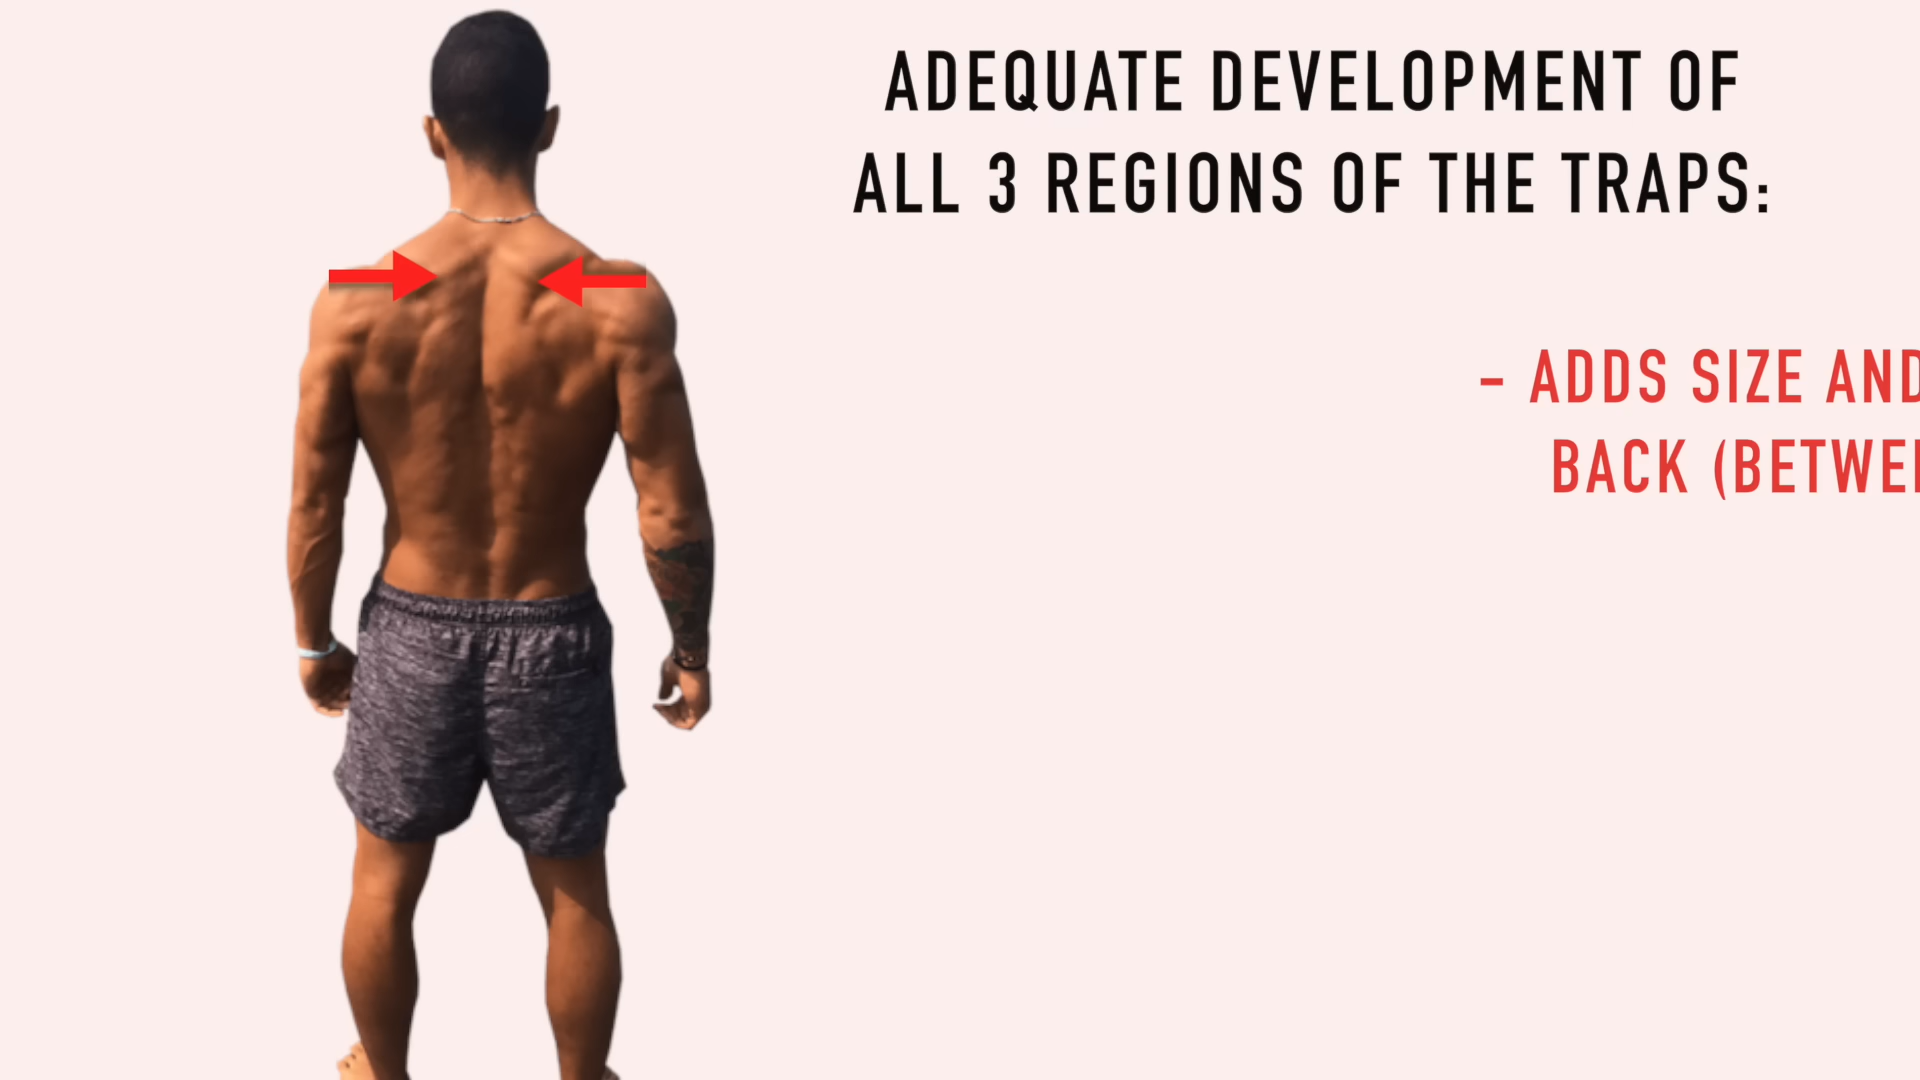 ADEQUATE DEVELOPMENT OF
ALL 3 REGIONS OF THE TRAPS:
- ADDS SIZE AND
BACK